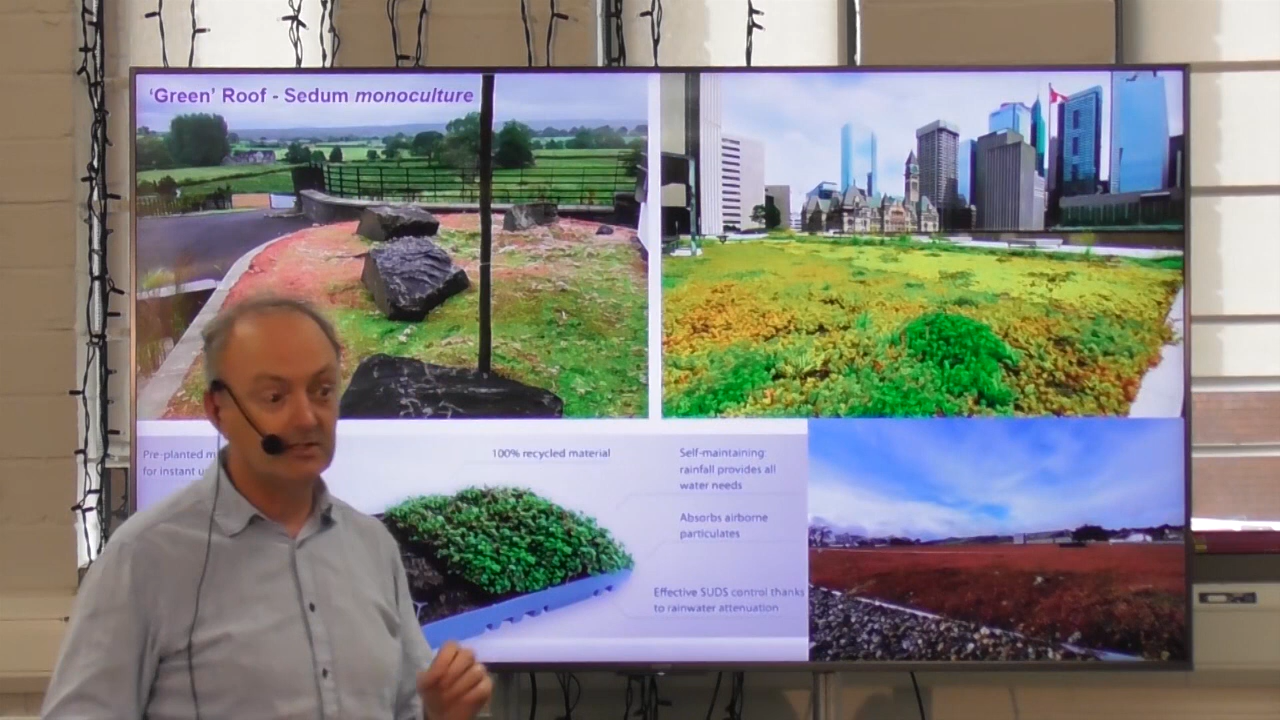 ‘Green’ Roof - Sedum monoculture
Pre-planted
for instant
100% recycled material
Self-maintaining:
rainfall provides all
water needs
Absorbs airborne
particulates
Effective SUDS control thanks
to rainwater attenuation